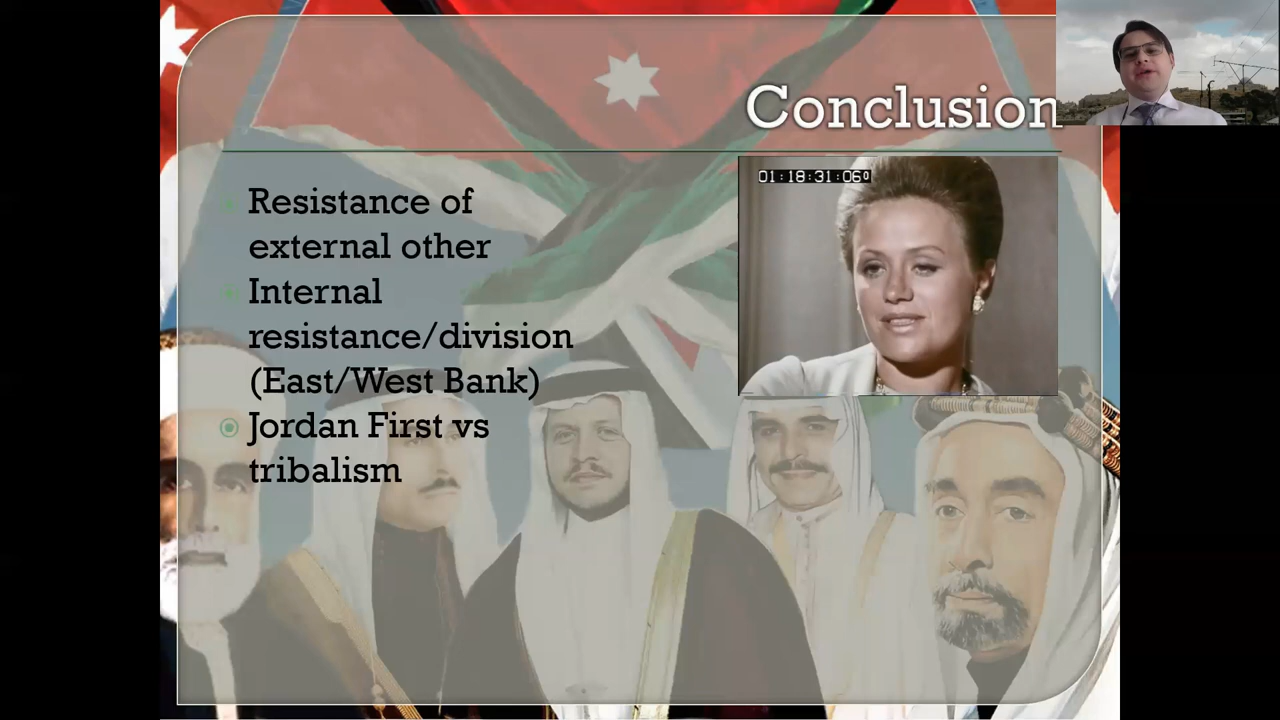 Conclusion
01:18:31:06
Resistance of
external other
Internal
resistance/division
(East/West Bank)
Jordan First vs
tribalism